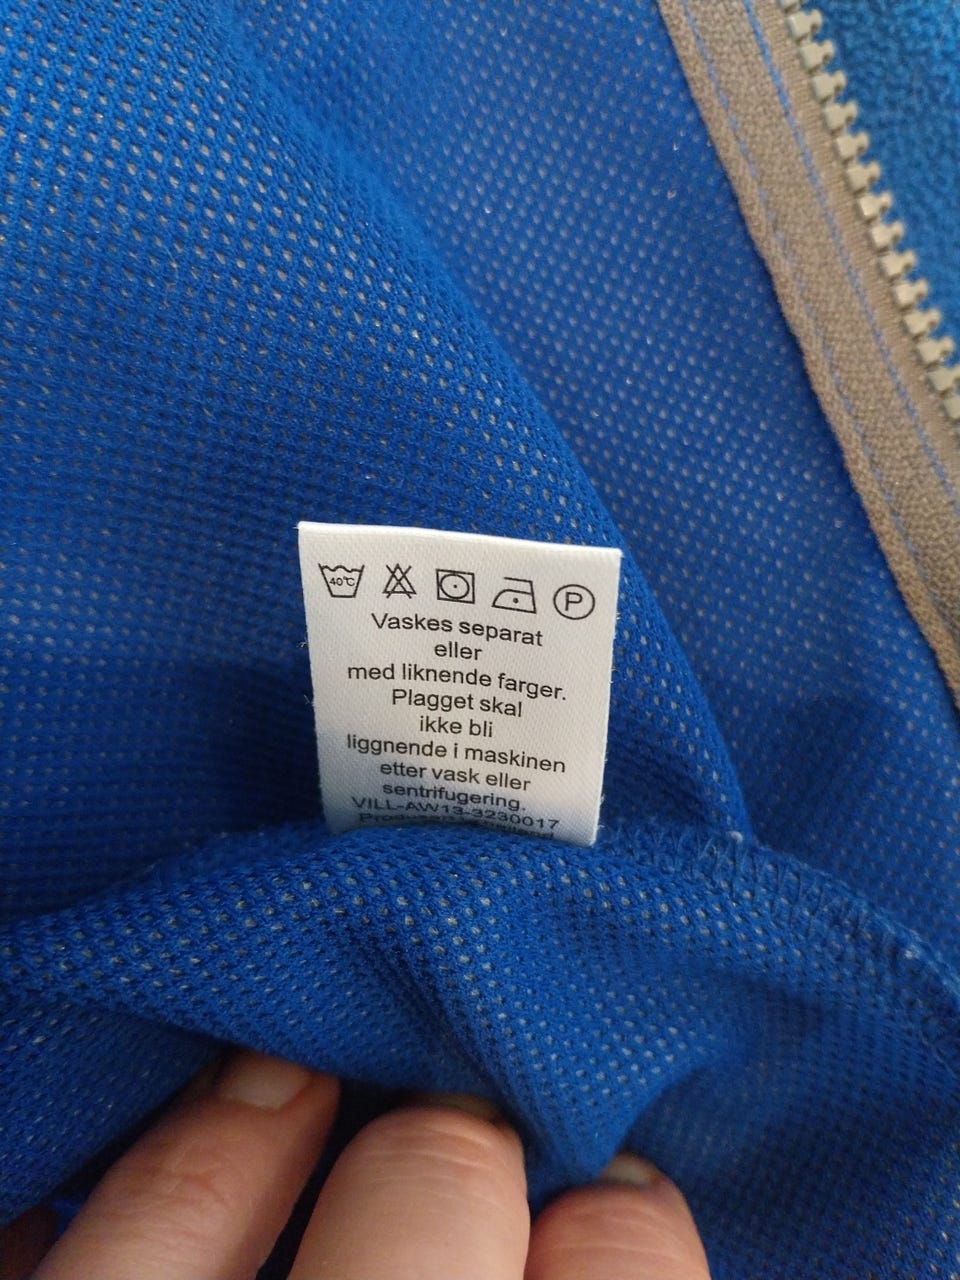 40°C P
Vaskes separat
eller
med liknende farger.
Plagget skal
ikke bli
liggnende i maskinen
etter vask eller
sentrifugering.
VILL-AW13-3230017